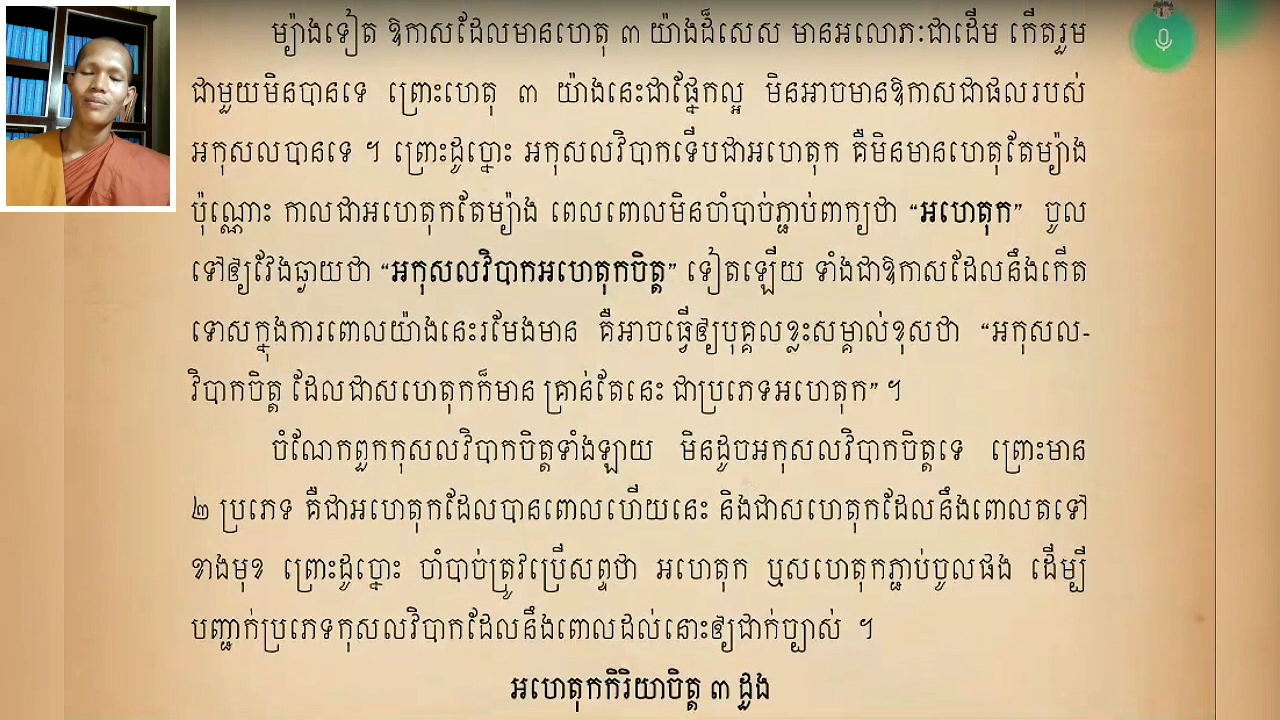 ម្យ៉ាងទៀត ឱកាសដែលមានហេតុ ៣ យ៉ាងដ៏សេស មានអលោភៈជាដើម កើតរួម
ជាមួយមិនបានទេ ព្រោះហេតុ ៣ យ៉ាងនេះជាផ្នែកល្អ មិនអាចមានឱកាសជាផលរបស់
អកុសលបានទេ ។ ព្រោះដូច្នោះ អកុសលវិបាកទើបជាអហេតុក គឺមិនមានហេតុតែម្យ៉ាង
ប៉ុណ្ណោះ កាលជាអហេតុកតែម្យ៉ាង ពេលពោលមិនចាំបាច់ភ្ជាប់ពាក្យថា “អហេតុក” ចូល
ទៅឲ្យវែងឆ្ងាយថា “អកុសលវិបាកអហេតុកចិត្ត” ទៀតឡើយ ទាំងជាឱកាសដែលនឹងកើត
ទោសក្នុងការពោលយ៉ាងនេះរមែងមាន គឺអាចធ្វើឲ្យបុគ្គលខ្លះសម្គាល់ខុសថា “អកុសល-
វិបាកចិត្ត ដែលជាសហេតុកក៏មាន គ្រាន់តែនេះ ជាប្រភេទអហេតុក” ។
ចំណែកពួកកុសលវិបាកចិត្តទាំងឡាយ មិនដូចអកុសលវិបាកចិត្តទេ ព្រោះមាន
២ ប្រភេទ គឺជាអហេតុកដែលបានពោលហើយនេះ និងជាសហេតុកដែលនឹងពោលតទៅ
ខាងមុខ ព្រោះដូច្នោះ ចាំបាច់ត្រូវប្រើសព្ទថា អហេតុក ឬសហេតុកភ្ជាប់ចូលផង ដើម្បី
បញ្ជាក់ប្រភេទកុសលវិបាកដែលនឹងពោលដល់នោះឲ្យជាក់ច្បាស់ ។
អហេតុកកិរិយាចិត្ត ៣ ដួង